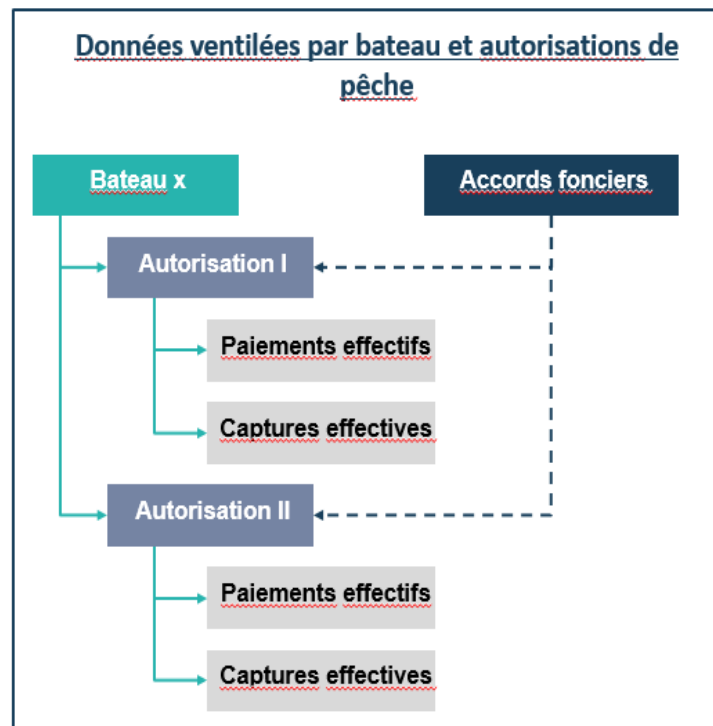 Données ventilées par bateau et autorisations de
pêche
Bateau x
Accords fonciers
Autorisation I
Paiements effectifs
Captures effectives
Autorisation II
Paiements effectifs
Captures effectives